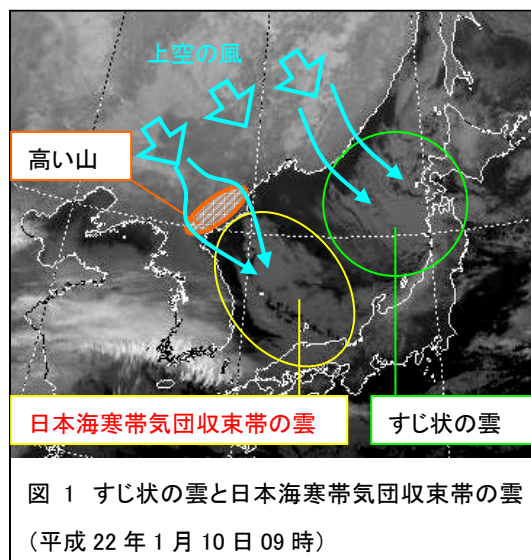 上空の風
高い山
日本海寒帯気団収束帯の雲
すじ状の雲
図 1 すじ状の雲と日本海寒帯気団収束帯の雲
(平成 22 年 1 月 10 日 09 時)